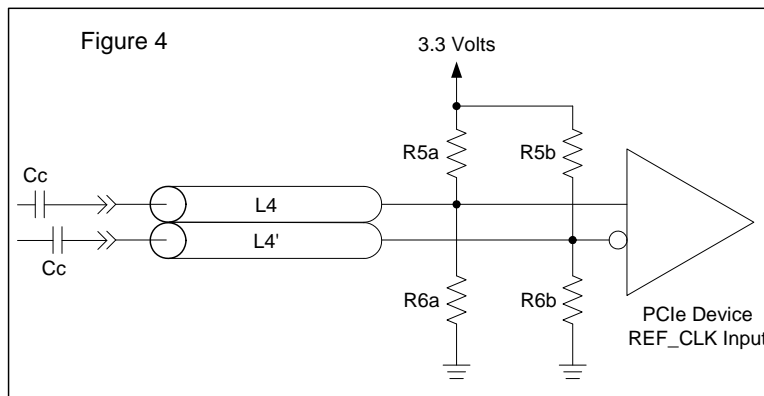 Figure 4
3.3 Volts
R5a
R5b
Cc
L4
L4'
Cc
R6a
R6b
PCIe Device
REF_CLK Input